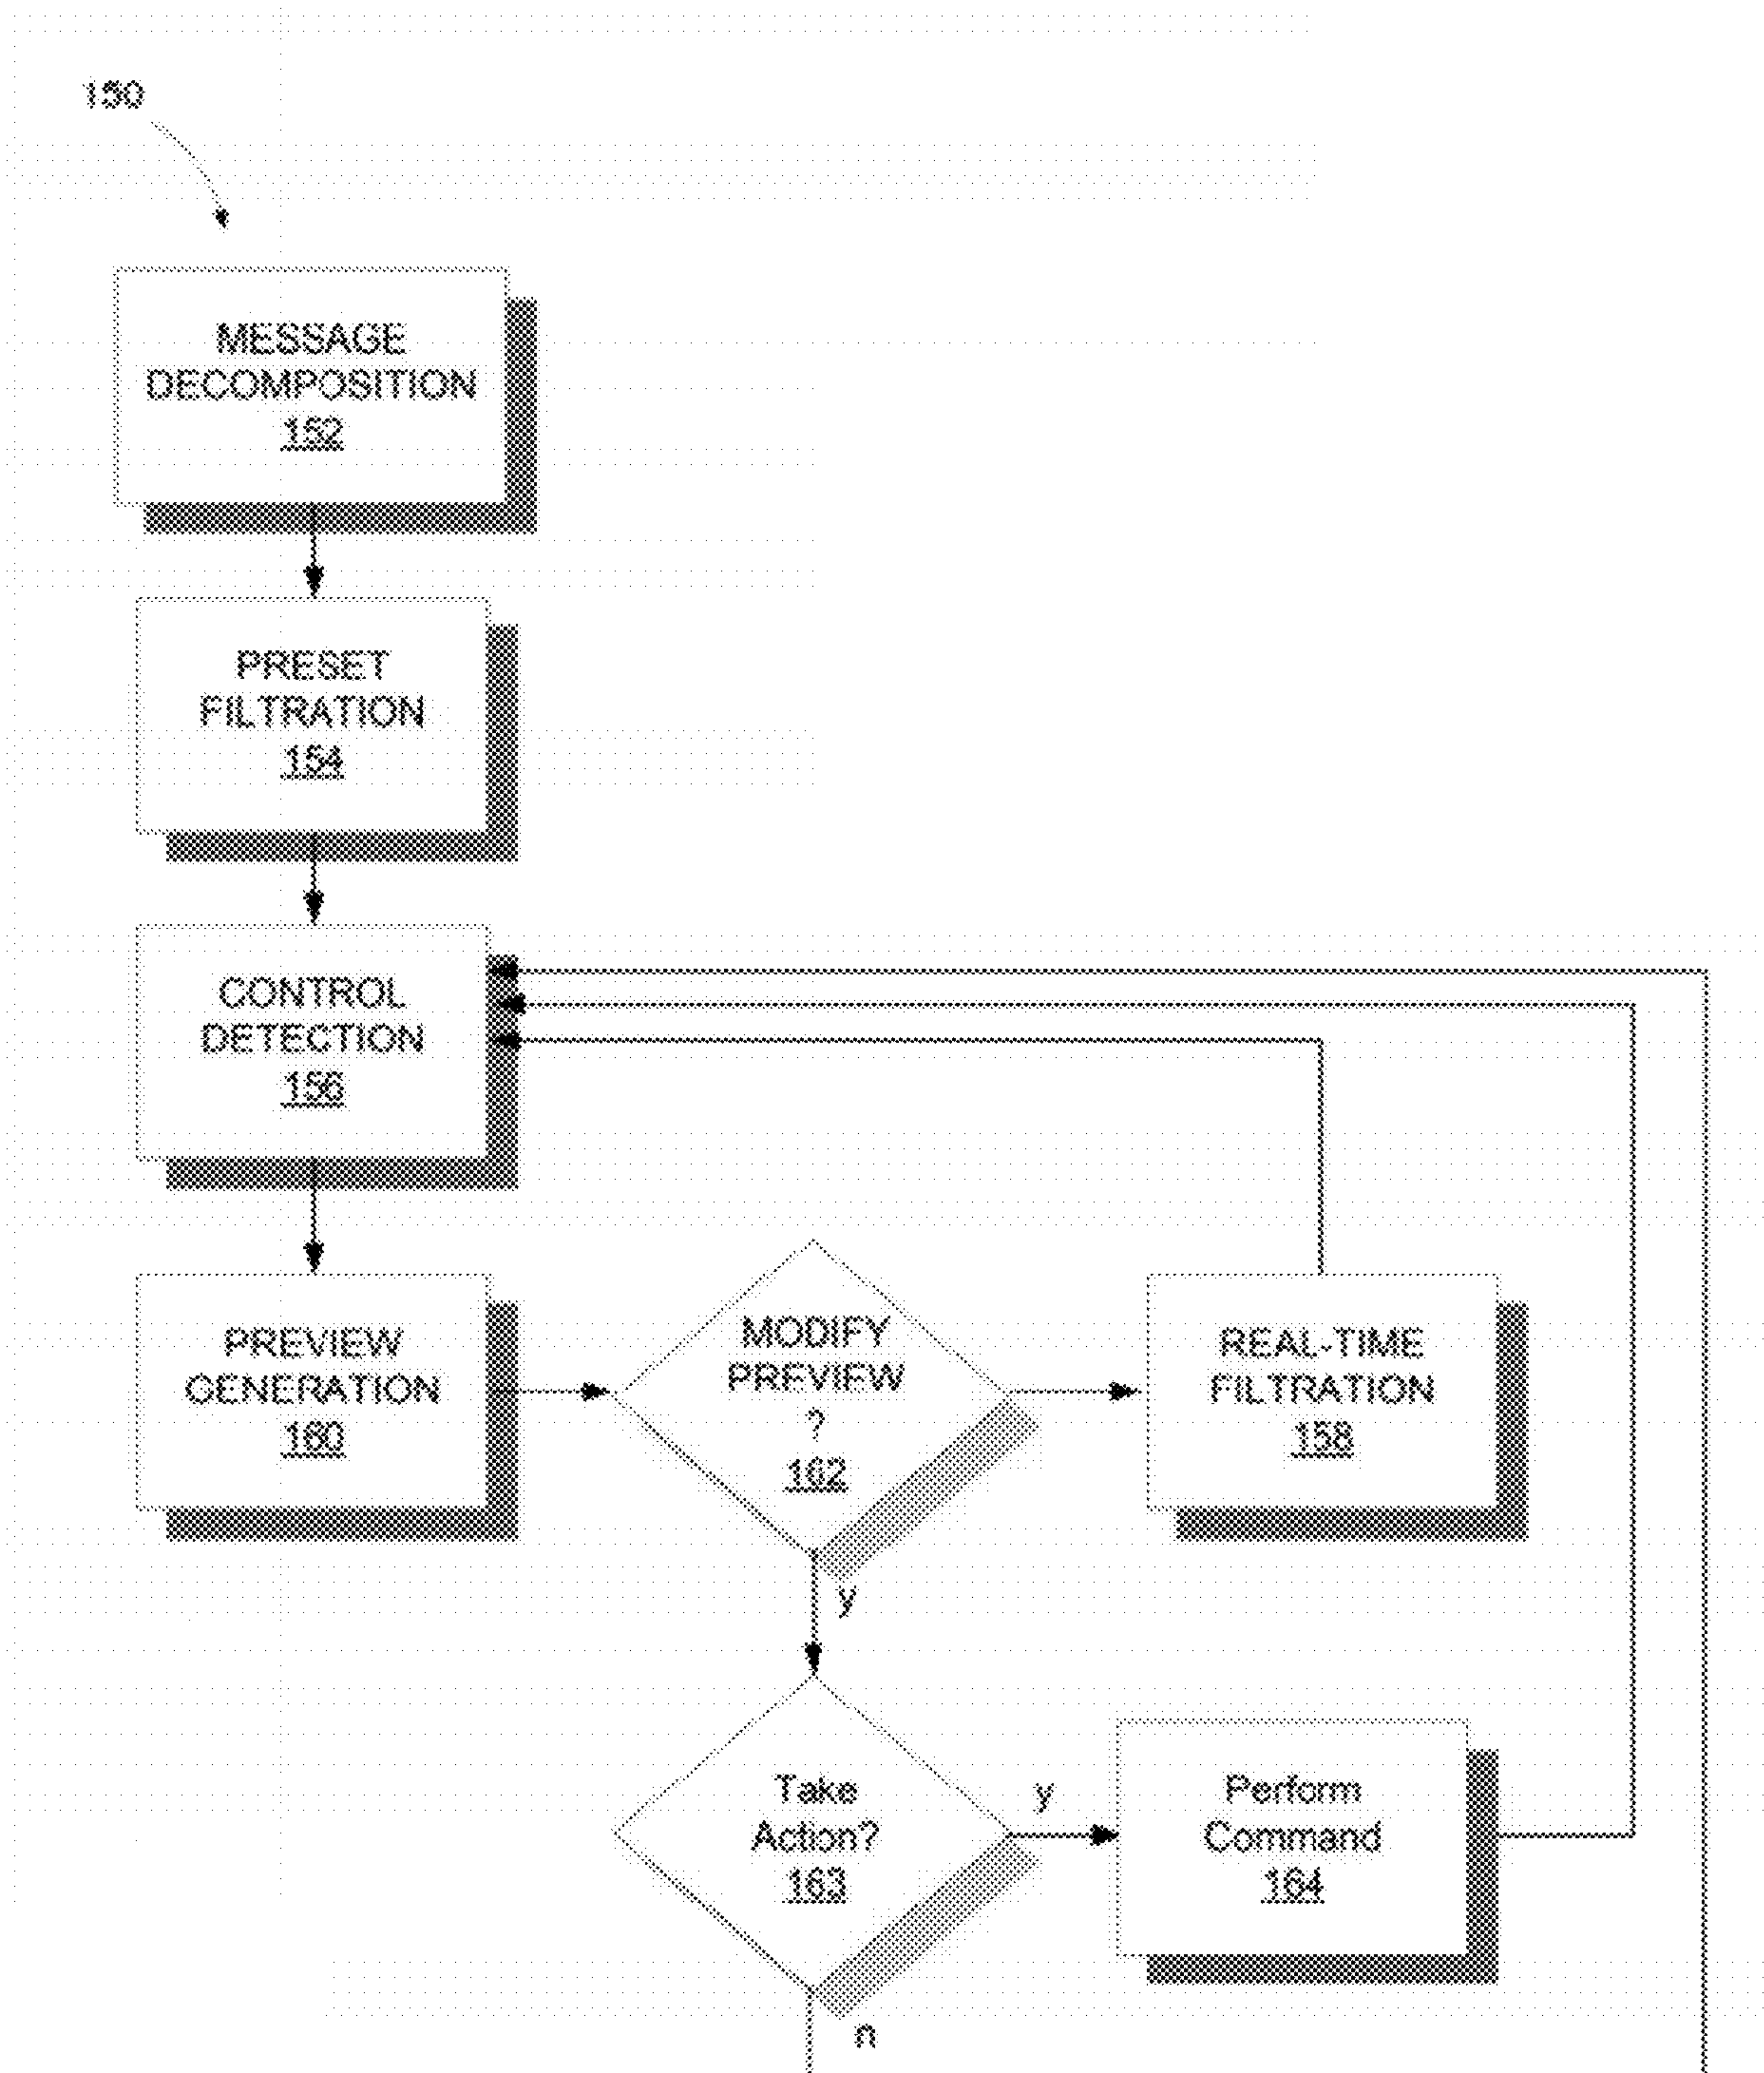 150
MESSAGE
DECOMPOSITION
152
PRESET
FILTRATION
154
CONTROL
DETECTION
156
PREVIEW
GENERATION
160
MODIFY
PREVIEW
?
162
REAL-TIME
FILTRATION
158
y
Take
Action?
163
y
Perform
Command
164
n